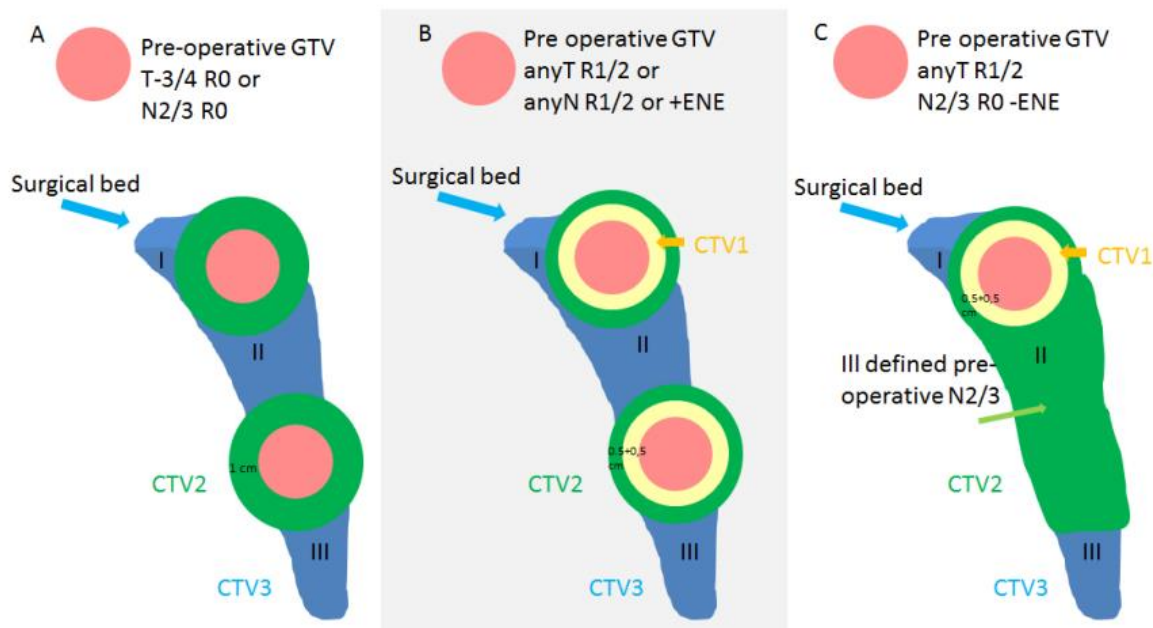 A
Pre-operative GTV
T-3/4 R0 or
N2/3 R0
Surgical bed
I
II
1 cm
CTV2
III
CTV3
B
Pre operative GTV
anyT R1/2 or
anyN R1/2 or +ENE
Surgical bed
CTV1
I
II
0.5+0,5
cm
CTV2
III
CTV3
C
Pre operative GTV
anyT R1/2
N2/3 R0 -ENE
Surgical bed
CTV1
I
0,5+0,5
cm
II
Ill defined pre-
operative N2/3
CTV2
III
CTV3